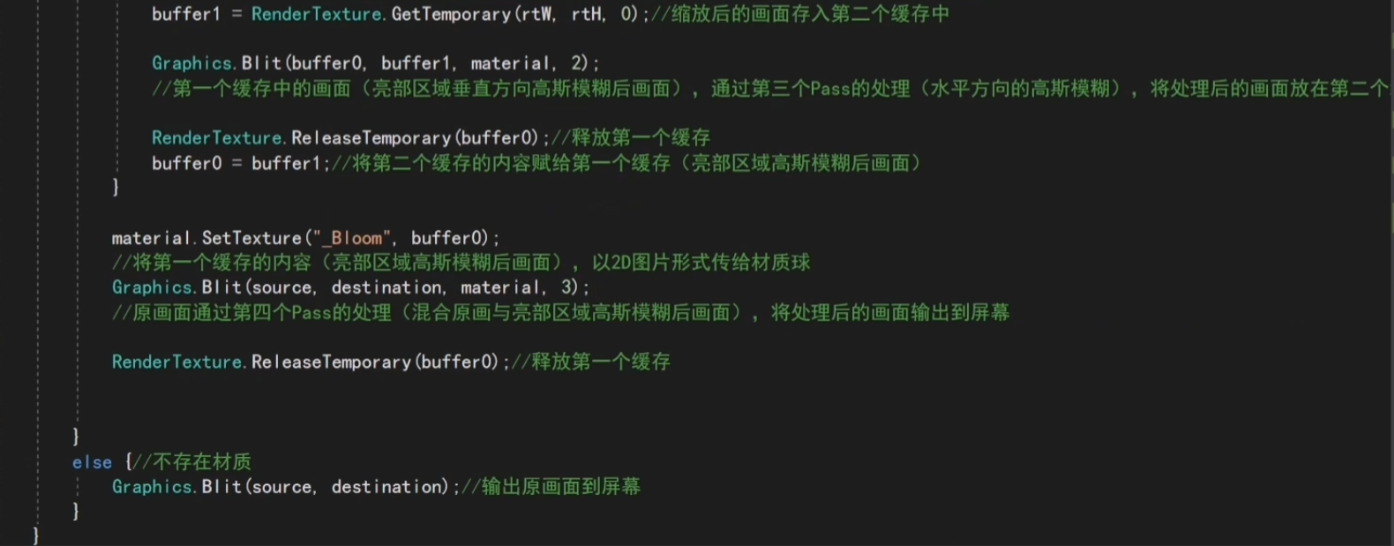 buffer1 = RenderTexture.GetTemporary(rtW, rtH, 0);//缩放后的画面存入第二个缓存中
Graphics.Blit(buffer0, buffer1, material, 2);
//第一个缓存中的画面（亮部区域垂直方向高斯模糊后画面），通过第三个Pass的处理（水平方向的高斯模糊），将处理后的画面放在第二个
RenderTexture.ReleaseTemporary(buffer0);//释放第一个缓存
buffer0 = buffer1;//将第二个缓存的内容赋给第一个缓存（亮部区域高斯模糊后画面）
}
material.SetTexture("_Bloom", buffer0);
//将第一个缓存的内容（亮部区域高斯模糊后画面），以2D图片形式传给材质球
Graphics.Blit(source, destination, material, 3);
//原画面通过第四个Pass的处理（混合原画与亮部区域高斯模糊后画面），将处理后的画面输出到屏幕
RenderTexture.ReleaseTemporary(buffer0);//释放第一个缓存
}
else {//不存在材质
Graphics.Blit(source, destination);//输出原画面到屏幕
}
}